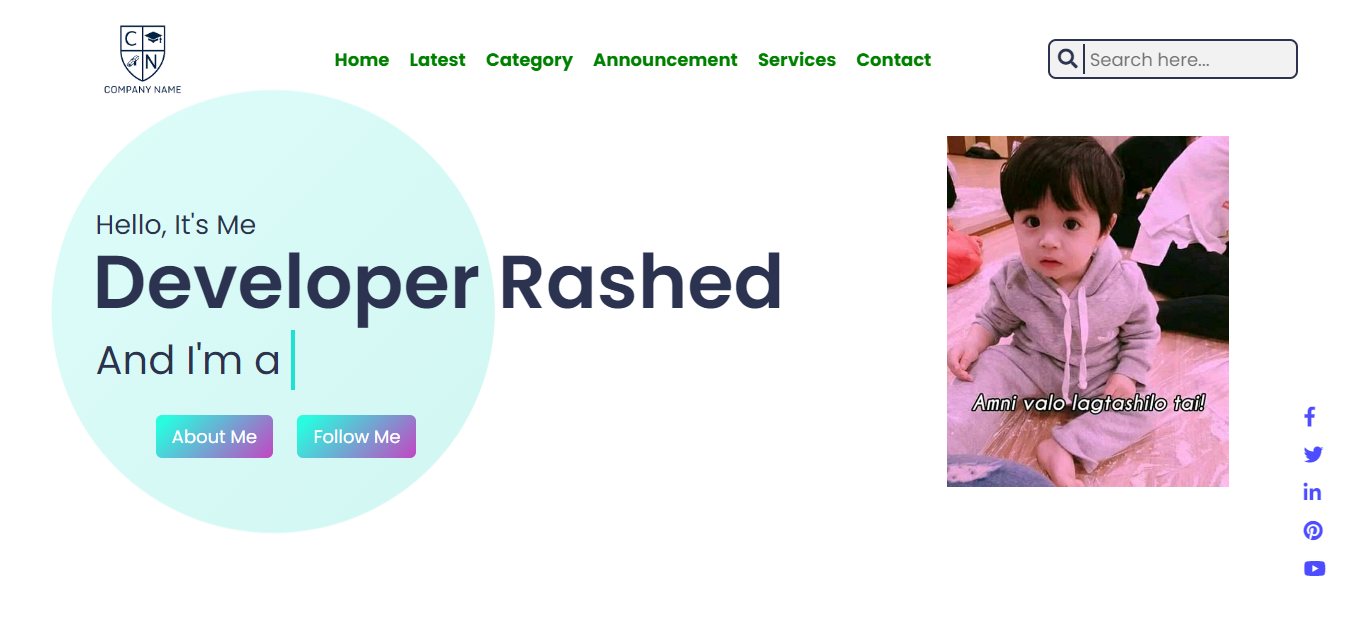 C
N
COMPANY NAME
Home Latest Category Announcement Services Contact
Search here...
Hello, It's Me
Developer Rashed
And I'm a
About Me Follow Me
Amni valo lagtashilo tai!